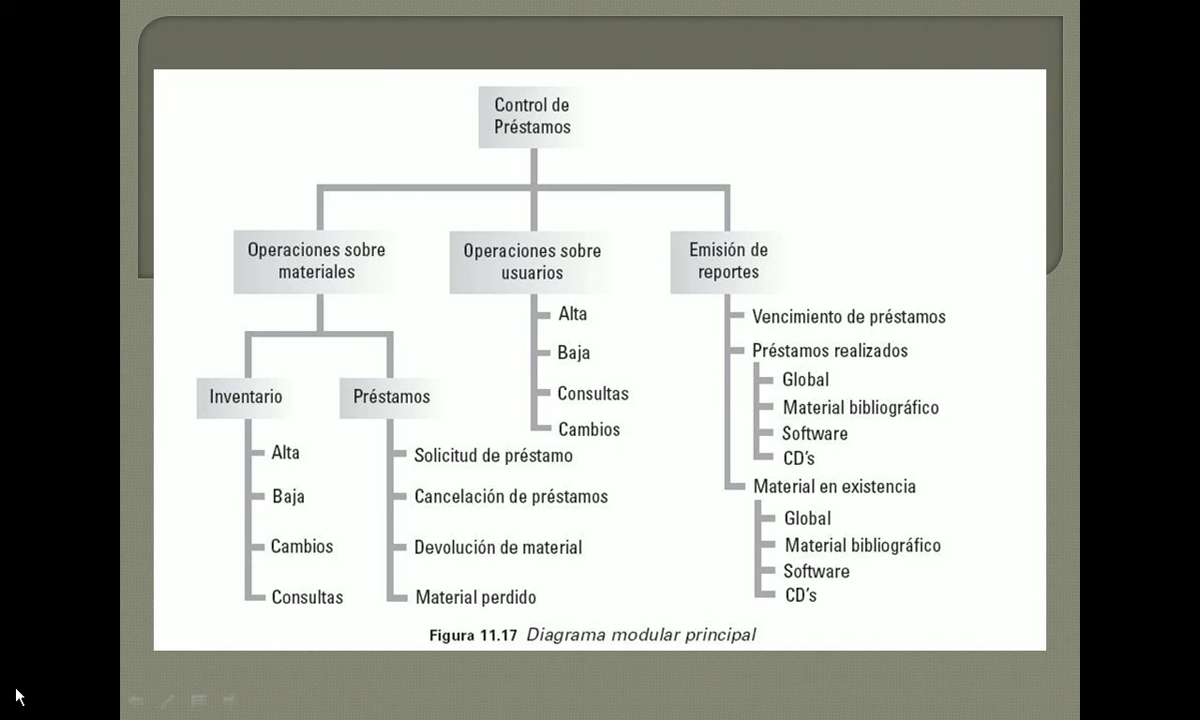 Control de
Préstamos
Operaciones sobre
materiales
Operaciones sobre
usuarios
Emisión de
reportes
Inventario
Alta
Baja
Cambios
Consultas
Préstamos
Solicitud de préstamo
Cancelación de préstamos
Devolución de material
Material perdido
Alta
Baja
Consultas
Cambios
Vencimiento de préstamos
Préstamos realizados
Global
Material bibliográfico
Software
CD's
Material en existencia
Global
Material bibliográfico
Software
CD's
Figura 11.17 Diagrama modular principal